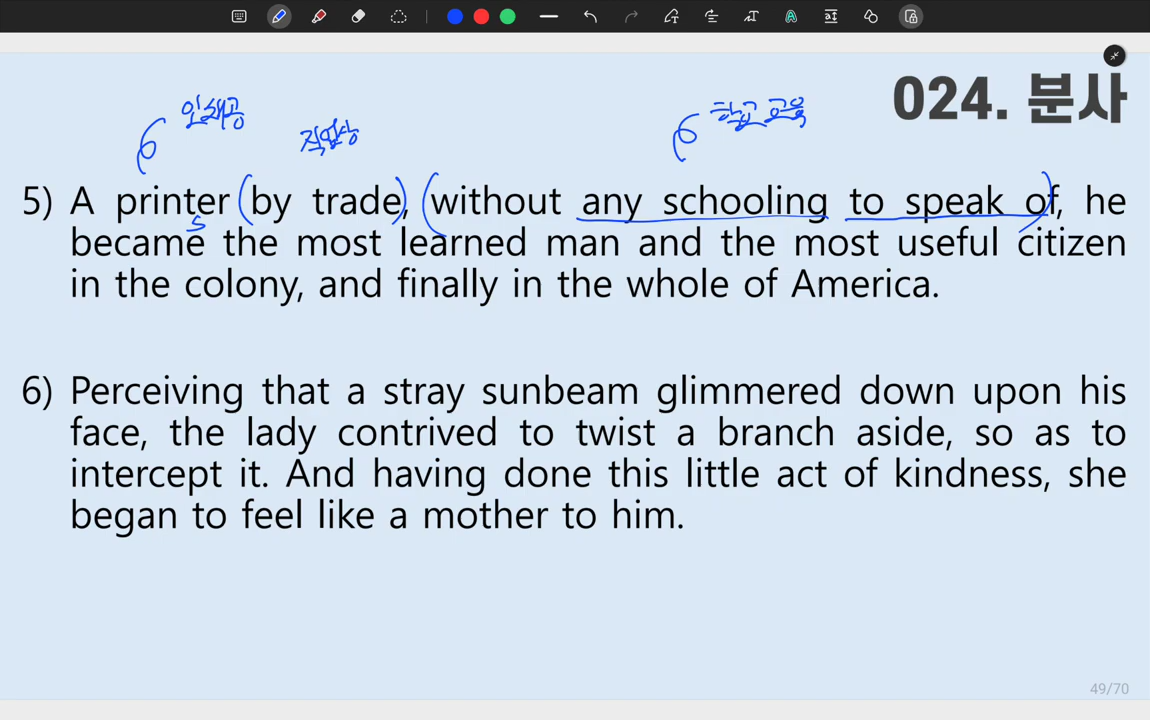 024. 분사
인쇄공
직업상
학교 교육
5) A printer (by trade), (without any schooling to speak of), he
s
became the most learned man and the most useful citizen
in the colony, and finally in the whole of America.
6) Perceiving that a stray sunbeam glimmered down upon his
face, the lady contrived to twist a branch aside, so as to
intercept it. And having done this little act of kindness, she
began to feel like a mother to him.
49/70